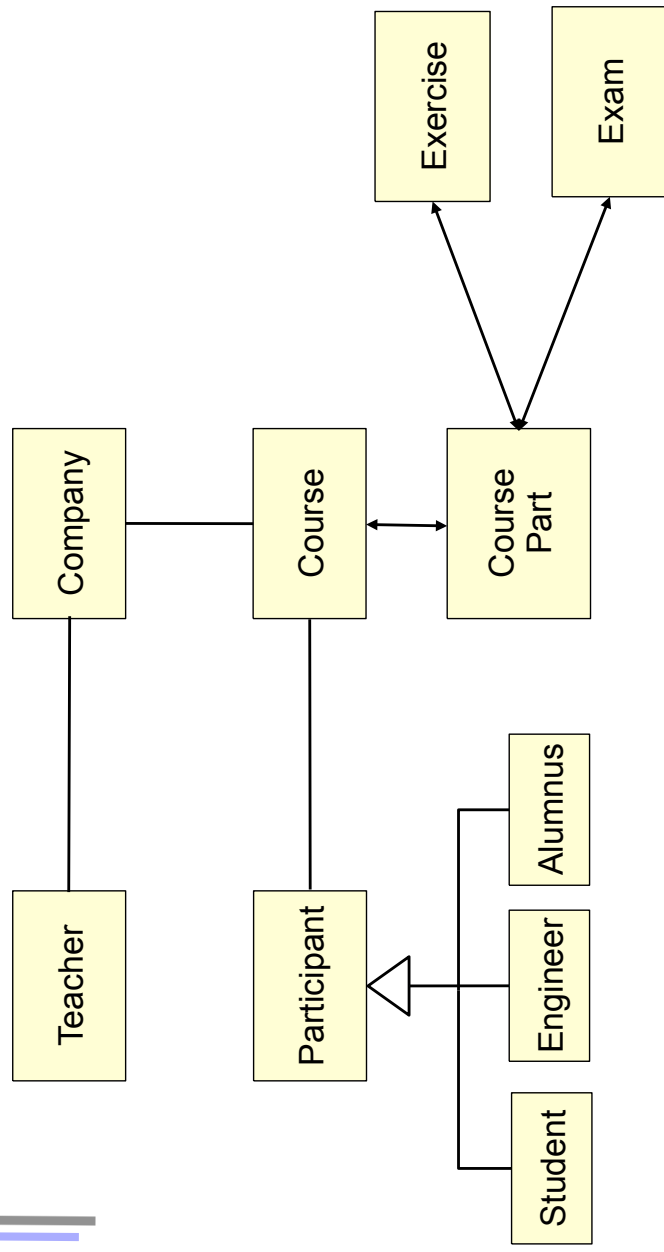 Teacher
Company
Participant
Course
Student
Engineer
Alumnus
Course
Part
Exercise
Exam